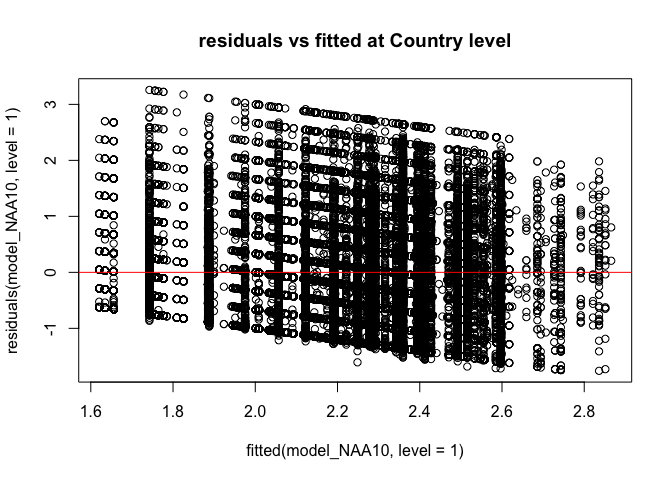 residuals vs fitted at Country level
residuals(model_NAA10, level = 1)
3
2
1
0
-1
1.6 1.8 2.0 2.2 2.4 2.6 2.8
fitted(model_NAA10, level = 1)